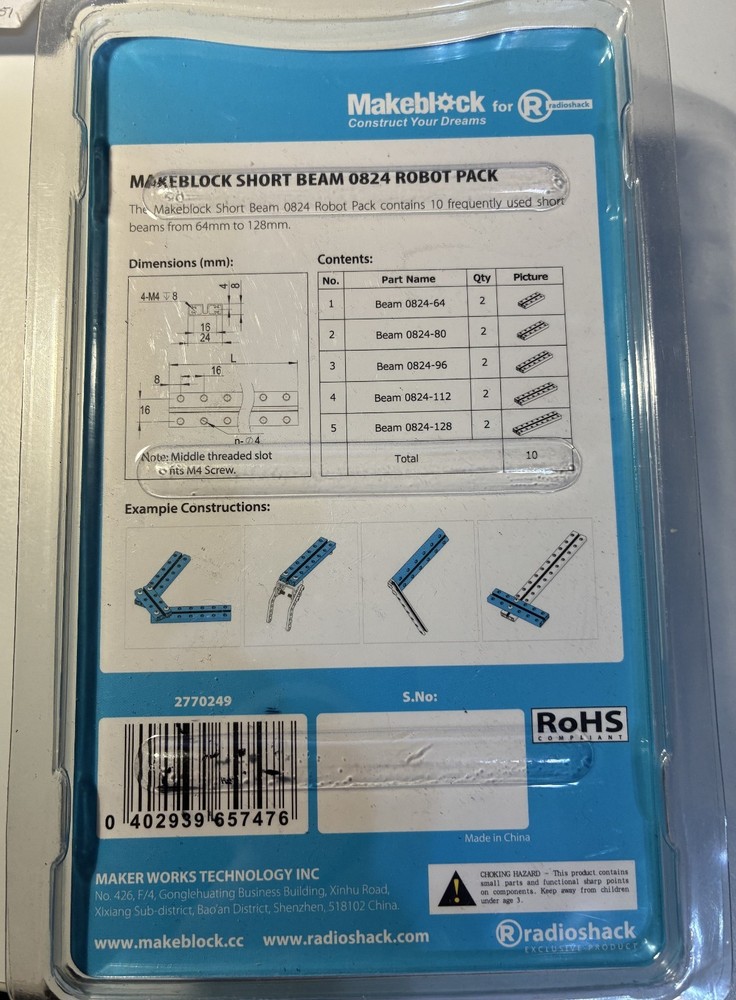 Makeblock for R radioshack
Construct Your Dreams
MAKEBLOCK SHORT BEAM 0824 ROBOT PACK
The Makeblock Short Beam 0824 Robot Pack contains 10 frequently used short
beams from 64mm to 128mm.
Dimensions (mm):
4-M4 ↧ 8
4
8
16
24
L
16
8
16
n-∅4
Note: Middle threaded slot
fits M4 Screw.
Contents:
No. Part Name Qty Picture
1 Beam 0824-64 2
2 Beam 0824-80 2
3 Beam 0824-96 2
4 Beam 0824-112 2
5 Beam 0824-128 2
Total 10
Example Constructions:
2770249
S.No:
RoHS
COMPLIANT
0 402939 657476
Made in China
MAKER WORKS TECHNOLOGY INC
No. 426, F/4, Gonglehuating Business Building, Xinhu Road,
Xixiang Sub-district, Bao'an District, Shenzhen, 518102 China.
CHOKING HAZARD - This product contains
small parts and functional sharp points
on components. Keep away from children
under age 3.
www.makeblock.cc www.radioshack.com
R radioshack
EXCLUSIVE PRODUCT